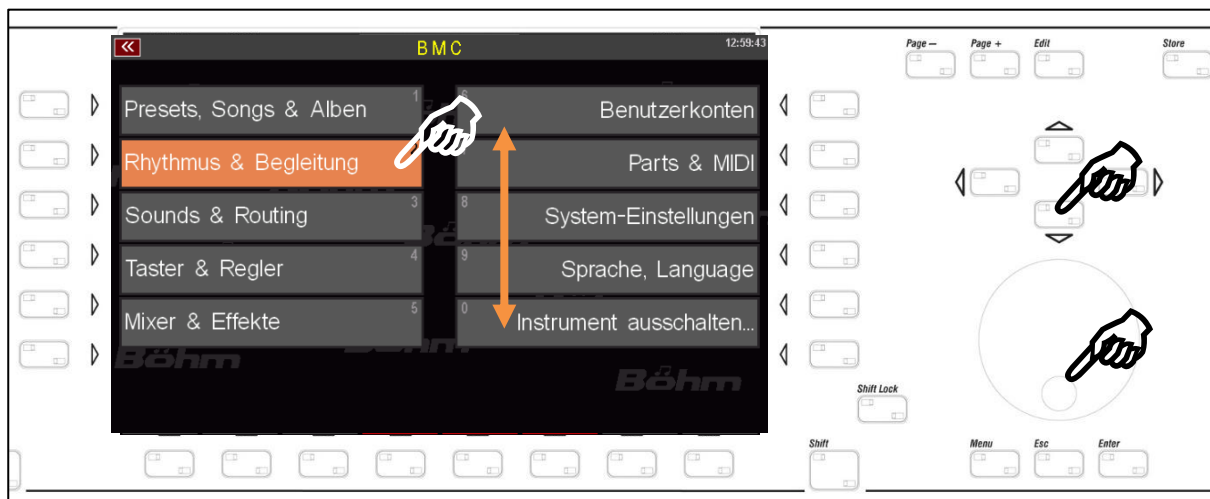 «
BMC
12:59:43
Page –
Page +
Edit
Store
Presets, Songs & Alben
1
6
Benutzerkonten
Rhythmus & Begleitung
Parts & MIDI
Sounds & Routing
3
8
System-Einstellungen
Taster & Regler
4
9
Sprache, Language
Mixer & Effekte
5
0
Instrument ausschalten...
Böhm
Böhm
Shift Lock
Shift
Menu
Esc
Enter